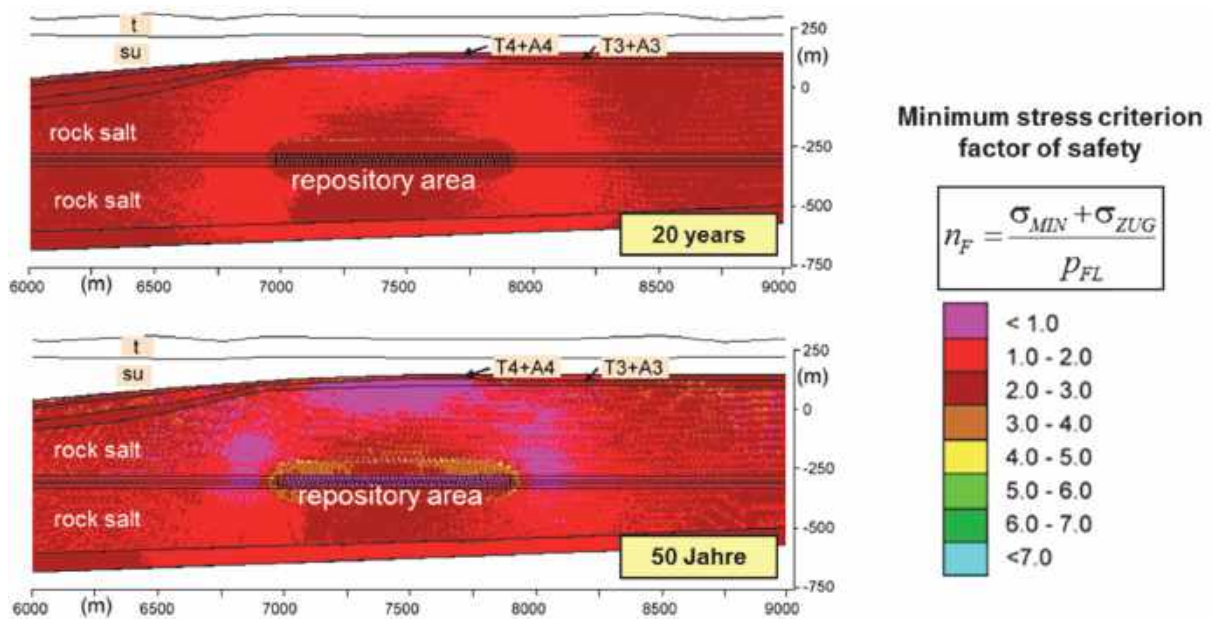 t
su
T4+A4
T3+A3
250
(m)
0
-250
-500
-750
rock salt
repository area
rock salt
20 years
6000
(m)
6500
7000
7500
8000
8500
9000
t
su
T4+A4
T3+A3
250
(m)
0
-250
-500
-750
rock salt
repository area
rock salt
50 Jahre
6000
(m)
6500
7000
7500
8000
8500
9000
Minimum stress criterion
factor of safety
n_F = (σ_MIN + σ_ZUG) / p_FL
< 1.0
1.0 - 2.0
2.0 - 3.0
3.0 - 4.0
4.0 - 5.0
5.0 - 6.0
6.0 - 7.0
<7.0